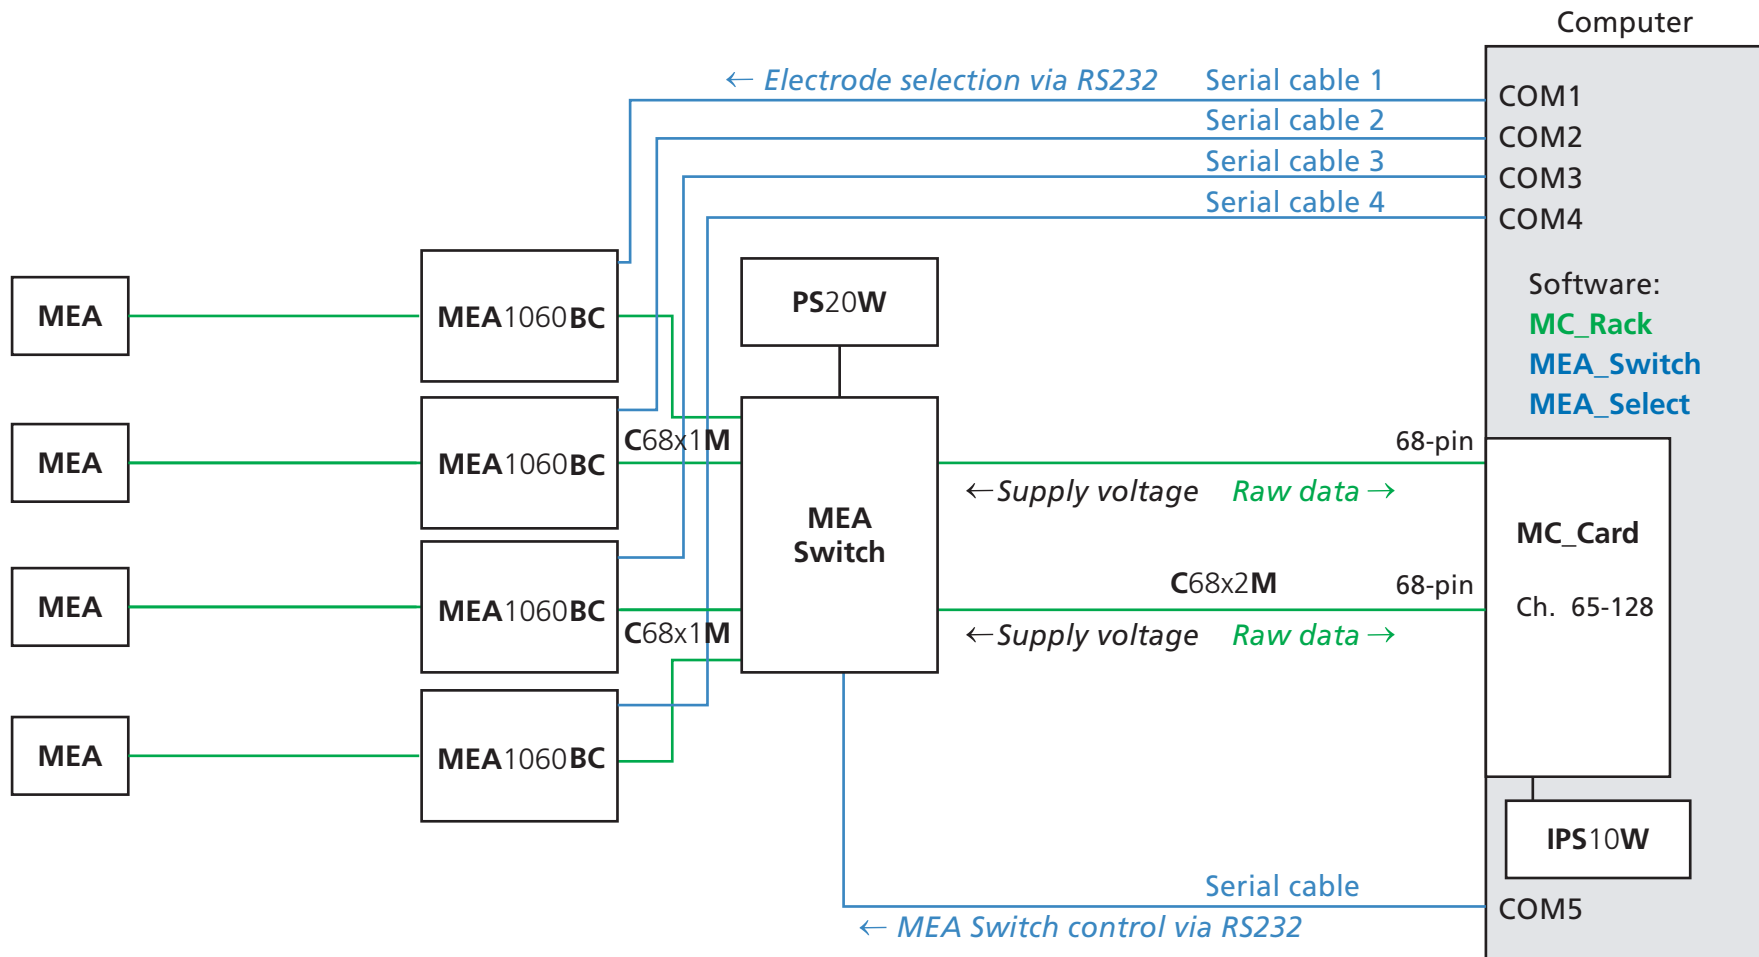 Computer
← Electrode selection via RS232 Serial cable 1
COM1
Serial cable 2
COM2
Serial cable 3
COM3
Serial cable 4
COM4
Software:
MC_Rack
MEA_Switch
MEA_Select
MEA
MEA1060BC
PS20W
MEA
MEA1060BC
C68x1M
MEA
Switch
68-pin
←Supply voltage Raw data →
MC_Card
Ch. 65-128
MEA
MEA1060BC
C68x1M
C68x2M
68-pin
←Supply voltage Raw data →
MEA
MEA1060BC
IPS10W
Serial cable
COM5
← MEA Switch control via RS232